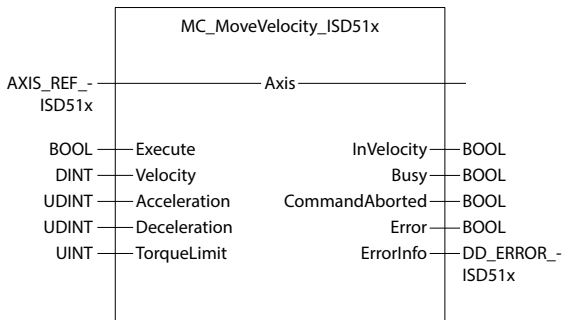 MC_MoveVelocity_ISD51x
AXIS_REF_-
ISD51x
Axis
BOOL Execute InVelocity BOOL
DINT Velocity Busy BOOL
UDINT Acceleration CommandAborted BOOL
UDINT Deceleration Error BOOL
UINT TorqueLimit ErrorInfo DD_ERROR_-
ISD51x